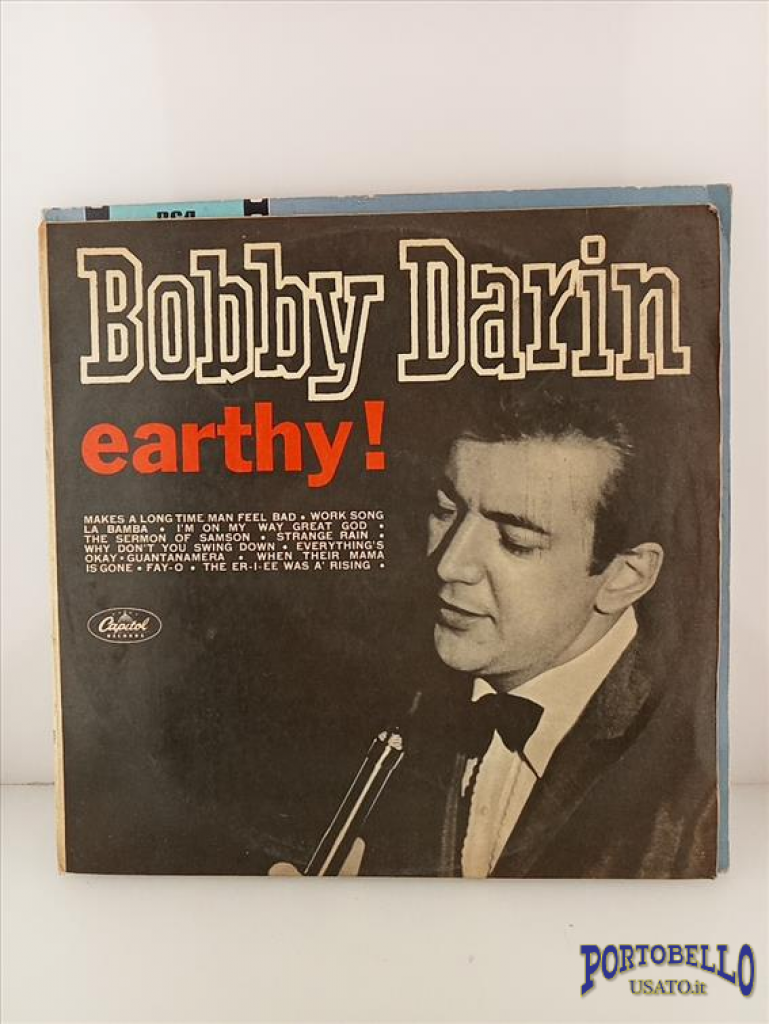 RCA
Bobby Darin
earthy!
MAKES A LONG TIME MAN FEEL BAD • WORK SONG
LA BAMBA • I'M ON MY WAY GREAT GOD •
THE SERMON OF SAMSON • STRANGE RAIN •
WHY DON'T YOU SWING DOWN • EVERYTHING'S
OKAY • GUANTANAMERA • WHEN THEIR MAMA
IS GONE • FAY-O • THE ER-I-EE WAS A' RISING •
Capitol
RECORDS
PORTOBELLO
USATO.it